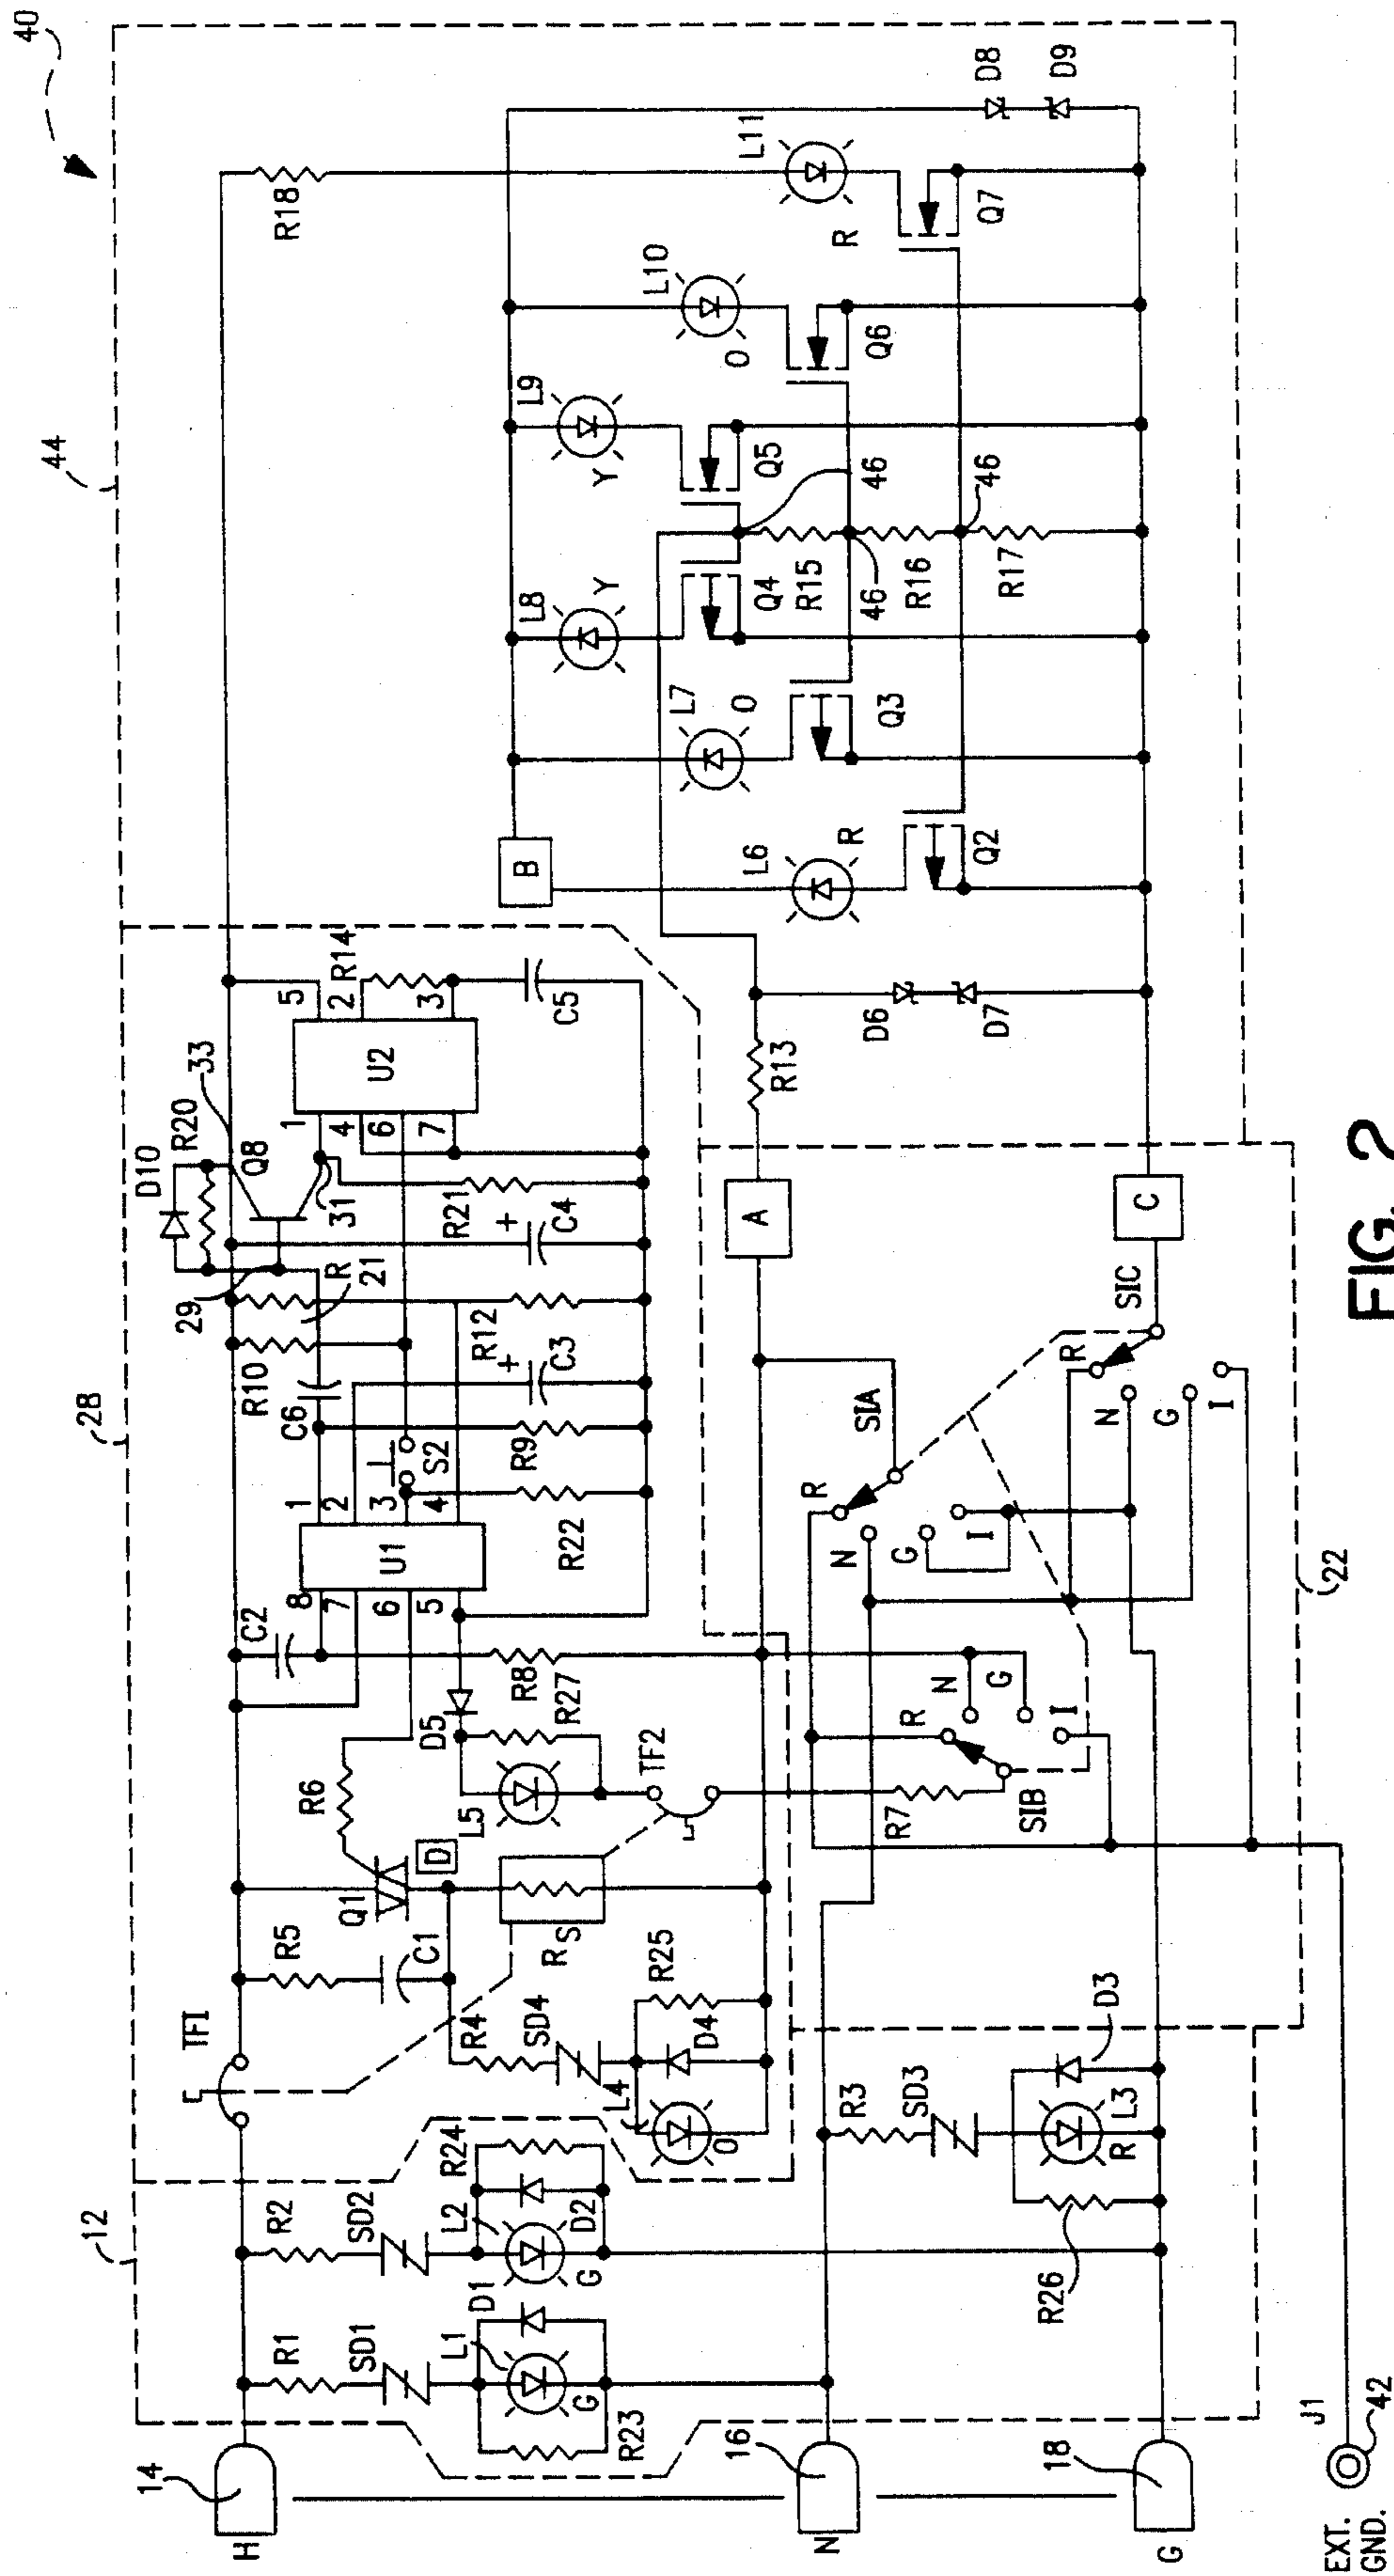 40
44
28
12
14
H
16
N
18
G
EXT.
GND.
J1
42
R1
SD1
L1
D1
G
R23
R2
SD2
L2
R24
D2
G
TFI
R5
C1
Q1
D
R6
R4
SD4
L4
O
D4
R25
RS
L5
D5
R27
R8
TF2
C2
8
7
6
5
U1
1
2
3
4
S2
R22
R9
C6
R10
C3
+
R12
R
21
29
C4
+
R21
31
D10
R20
Q8
33
1
4
6
7
U2
5
2
3
R14
C5
R3
SD3
R
L3
D3
R26
R7
SIB
R
N
G
I
SIA
R
N
G
I
SIC
R
N
G
I
22
A
B
C
R13
D6
D7
L6
R
Q2
L7
O
Q3
L8
Y
Q4
L9
Y
Q5
R15
46
R16
46
46
R17
L10
O
Q6
L11
R
Q7
R18
D8
D9
FIG. 2